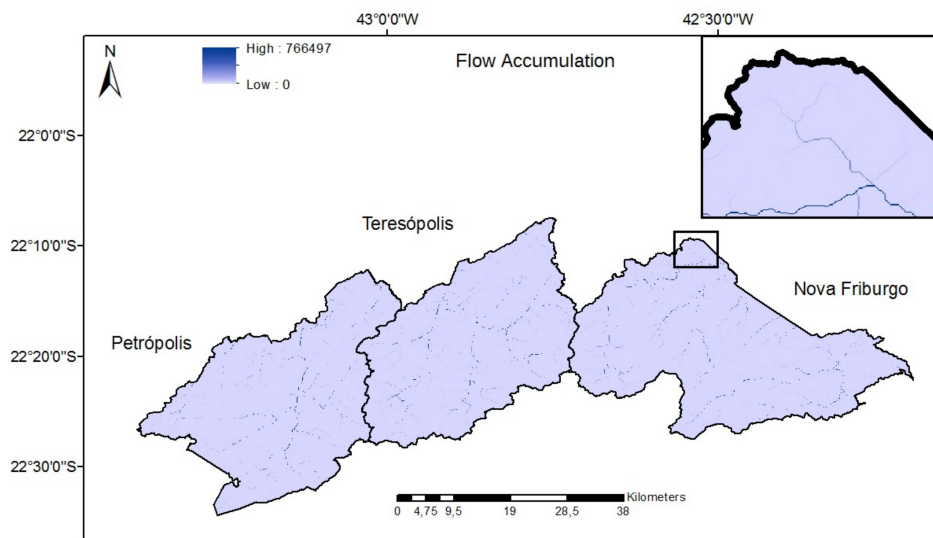 43°0'0"W
42°30'0"W
N
High : 766497
Low : 0
Flow Accumulation
22°0'0"S
22°10'0"S
22°20'0"S
22°30'0"S
Teresópolis
Nova Friburgo
Petrópolis
Kilometers
0 4,75 9,5 19 28,5 38